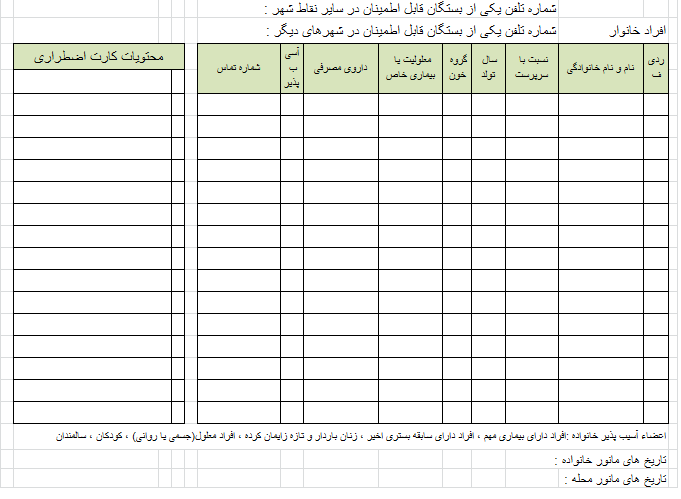 شماره تلفن یکی از بستگان قابل اطمینان در سایر نقاط شهر :
افراد خانوار
شماره تلفن یکی از بستگان قابل اطمینان در شهرهای دیگر :
ردی
ف
نام و نام خانوادگی
نسبت با
سرپرست
سال
تولد
گروه
خون
معلولیت یا
بیماری خاص
داروی مصرفی
آسی
ب
پذیر
شماره تماس
محتویات کارت اضطراری
اعضاء آسیب پذیر خانواده :افراد دارای بیماری مهم ، افراد دارای سابقه بستری اخیر ، زنان باردار و تازه زایمان کرده ، افراد معلول(جسمی یا روانی) ، کودکان ، سالمندان
تاریخ های مانور خانواده :
تاریخ های مانور محله :